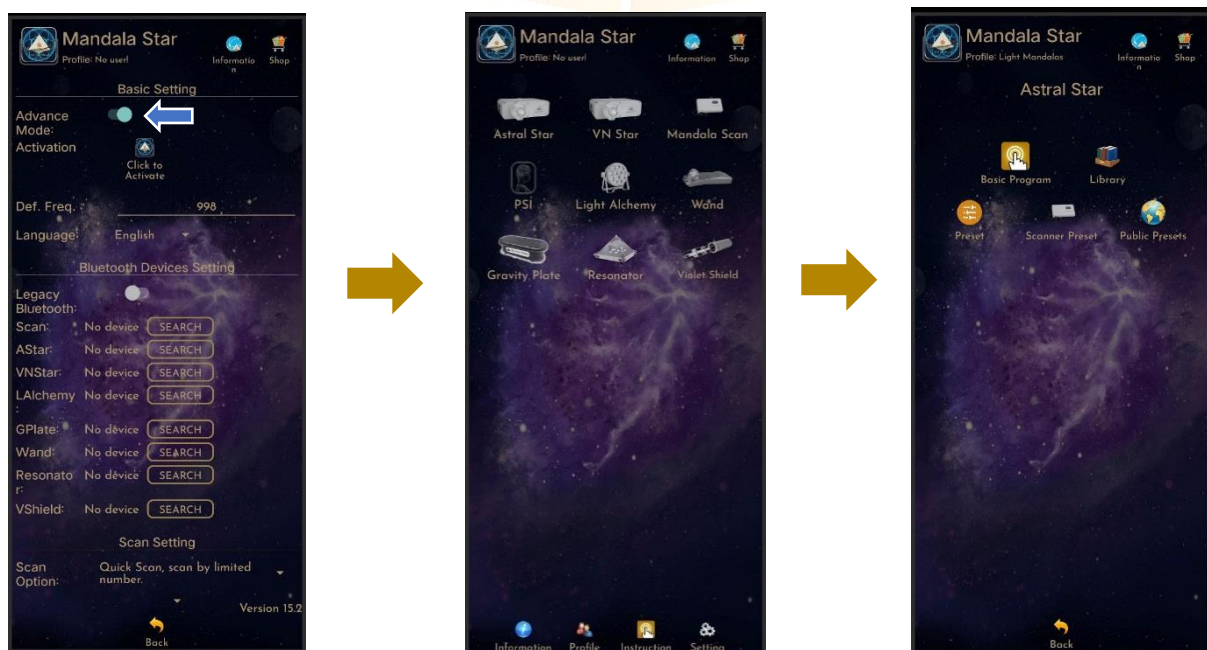 Mandala Star
Profile: No user!
Informatio
n
Shop
Basic Setting
Advance
Mode:
Activation
Click to
Activate
Def. Freq.
998
Language:
English
Bluetooth Devices Setting
Legacy
Bluetooth:
Scan: No device SEARCH
AStar: No device SEARCH
VNStar: No device SEARCH
LAlchemy No device SEARCH
:
GPlate: No device SEARCH
Wand: No device SEARCH
Resonato No device SEARCH
r:
VShield: No device SEARCH
Scan Setting
Scan
Option:
Quick Scan, scan by limited
number.
Version 15.2
Back
Mandala Star
Profile: No user!
Information Shop
Astral Star VN Star Mandala Scan
PSI Light Alchemy Wand
Gravity Plate Resonator Violet Shield
Information Profile Instruction Setting
Mandala Star
Profile: Light Mandalas
Informatio
n
Shop
Astral Star
Basic Program Library
Preset Scanner Preset Public Presets
Back